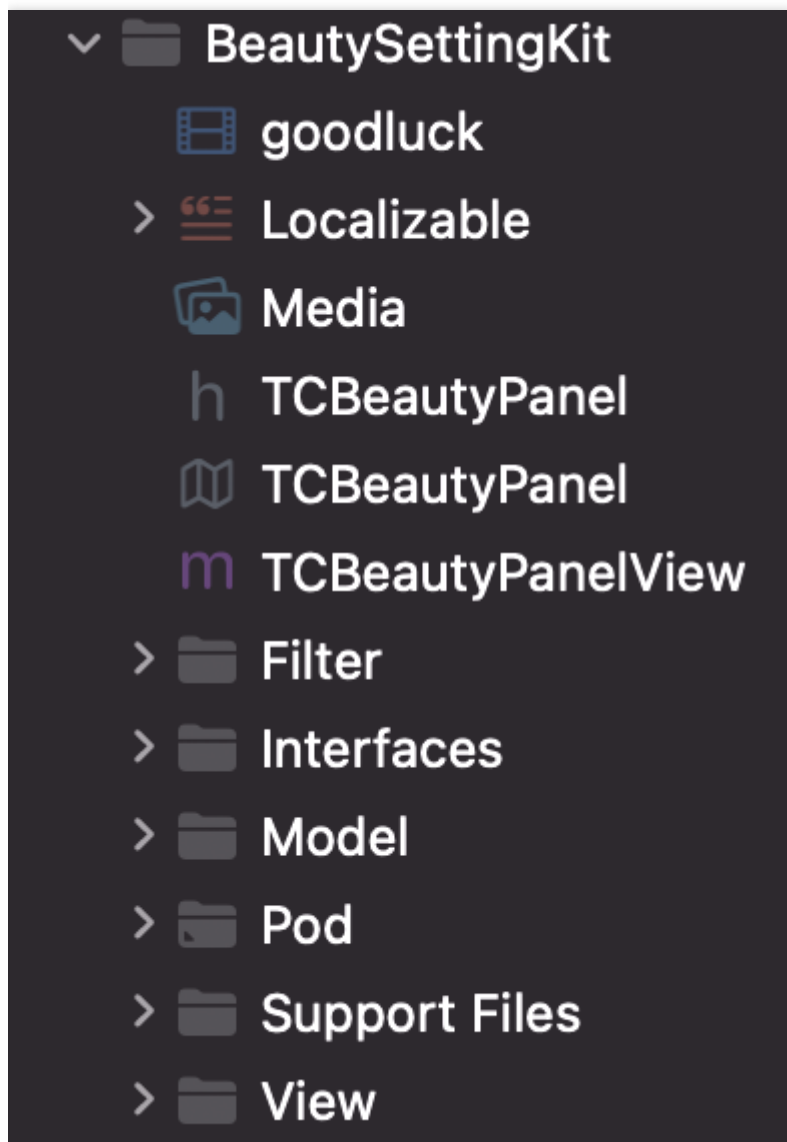 BeautySettingKit
goodluck
Localizable
Media
TCBeautyPanel
TCBeautyPanel
TCBeautyPanelView
Filter
Interfaces
Model
Pod
Support Files
View